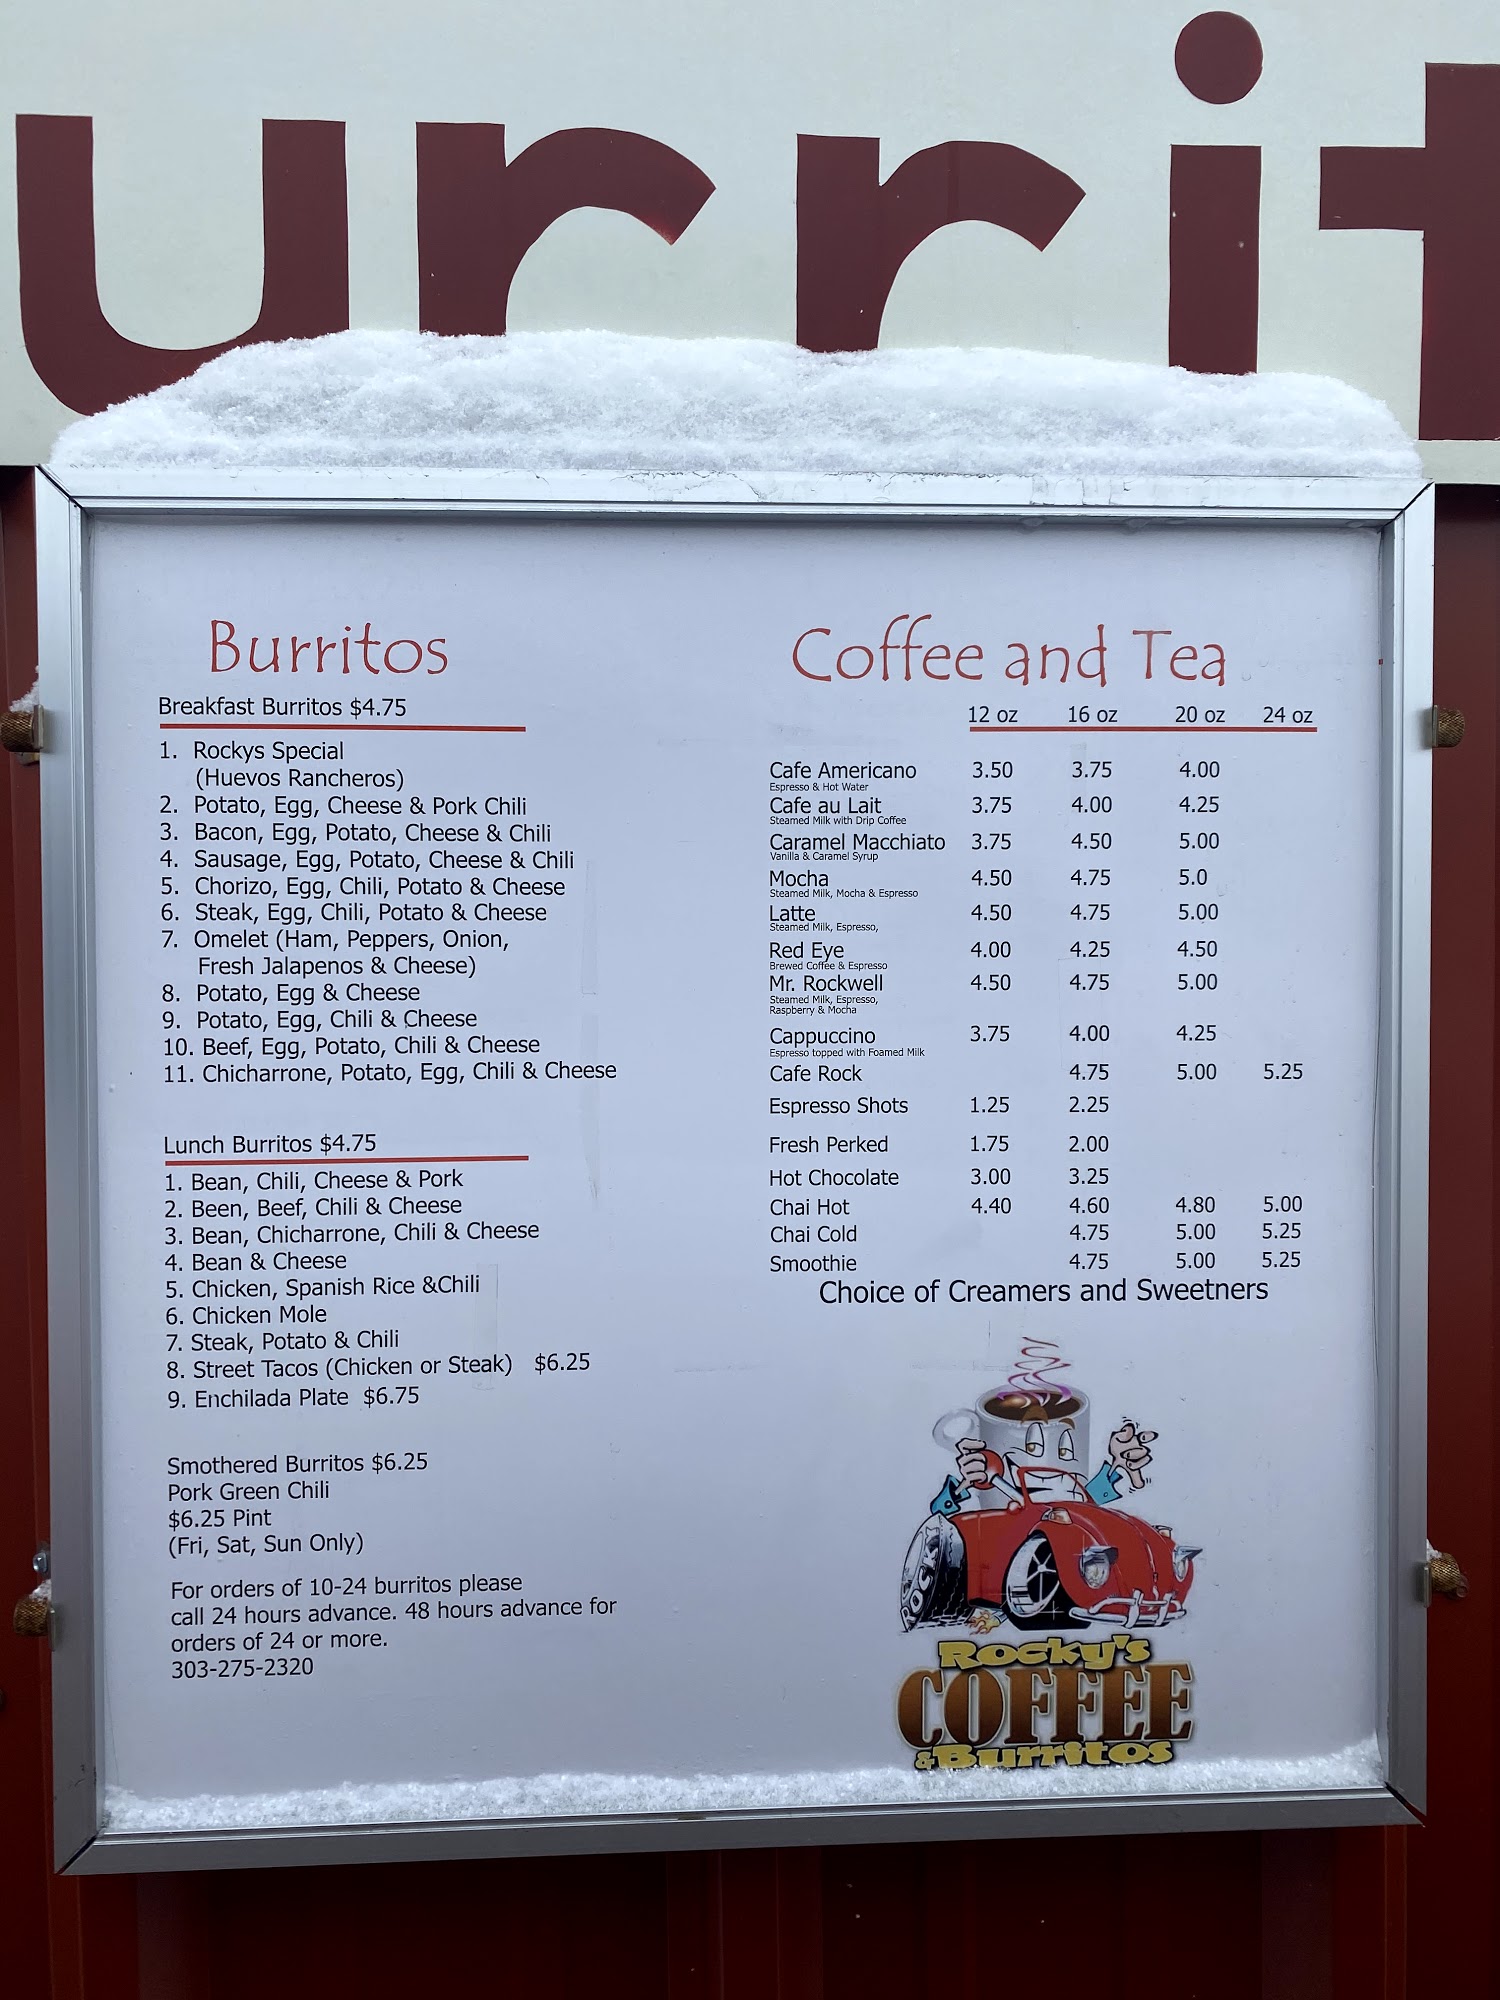 urrit
Burritos
Breakfast Burritos $4.75
1. Rockys Special
(Huevos Rancheros)
2. Potato, Egg, Cheese & Pork Chili
3. Bacon, Egg, Potato, Cheese & Chili
4. Sausage, Egg, Potato, Cheese & Chili
5. Chorizo, Egg, Chili, Potato & Cheese
6. Steak, Egg, Chili, Potato & Cheese
7. Omelet (Ham, Peppers, Onion,
Fresh Jalapenos & Cheese)
8. Potato, Egg & Cheese
9. Potato, Egg, Chili & Cheese
10. Beef, Egg, Potato, Chili & Cheese
11. Chicharrone, Potato, Egg, Chili & Cheese
Lunch Burritos $4.75
1. Bean, Chili, Cheese & Pork
2. Been, Beef, Chili & Cheese
3. Bean, Chicharrone, Chili & Cheese
4. Bean & Cheese
5. Chicken, Spanish Rice &Chili
6. Chicken Mole
7. Steak, Potato & Chili
8. Street Tacos (Chicken or Steak) $6.25
9. Enchilada Plate $6.75
Smothered Burritos $6.25
Pork Green Chili
$6.25 Pint
(Fri, Sat, Sun Only)
For orders of 10-24 burritos please
call 24 hours advance. 48 hours advance for
orders of 24 or more.
303-275-2320
Coffee and Tea
12 oz 16 oz 20 oz 24 oz
Cafe Americano 3.50 3.75 4.00
Espresso & Hot Water
Cafe au Lait 3.75 4.00 4.25
Steamed Milk with Drip Coffee
Caramel Macchiato 3.75 4.50 5.00
Vanilla & Caramel Syrup
Mocha 4.50 4.75 5.0
Steamed Milk, Mocha & Espresso
Latte 4.50 4.75 5.00
Steamed Milk, Espresso,
Red Eye 4.00 4.25 4.50
Brewed Coffee & Espresso
Mr. Rockwell 4.50 4.75 5.00
Steamed Milk, Espresso,
Raspberry & Mocha
Cappuccino 3.75 4.00 4.25
Espresso topped with Foamed Milk
Cafe Rock 4.75 5.00 5.25
Espresso Shots 1.25 2.25
Fresh Perked 1.75 2.00
Hot Chocolate 3.00 3.25
Chai Hot 4.40 4.60 4.80 5.00
Chai Cold 4.75 5.00 5.25
Smoothie 4.75 5.00 5.25
Choice of Creamers and Sweetners
ROCKY
Rocky's
COFFEE
&Burritos